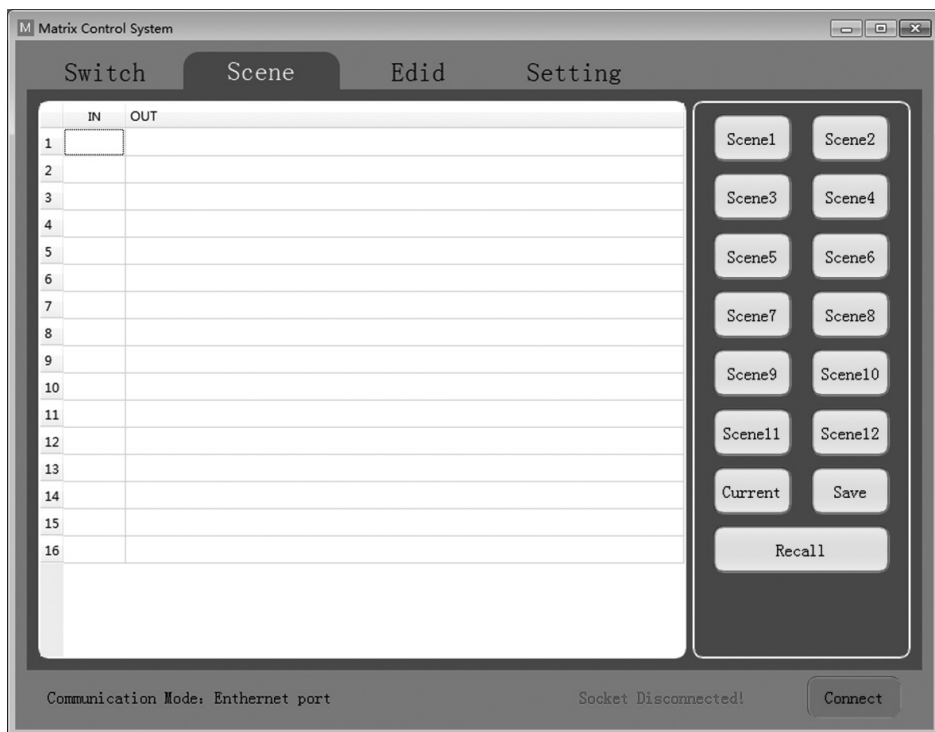 M Matrix Control System
Switch Scene Edid Setting
IN OUT
1
2
3
4
5
6
7
8
9
10
11
12
13
14
15
16
Scene1 Scene2
Scene3 Scene4
Scene5 Scene6
Scene7 Scene8
Scene9 Scene10
Scene11 Scene12
Current Save
Recall
Communication Mode: Enthernet port Socket Disconnected! Connect